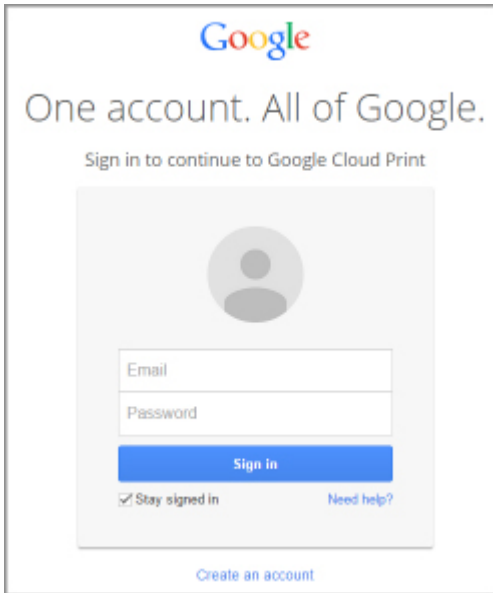 Google
One account. All of Google.
Sign in to continue to Google Cloud Print
Email
Password
Sign in
Stay signed in Need help?
Create an account